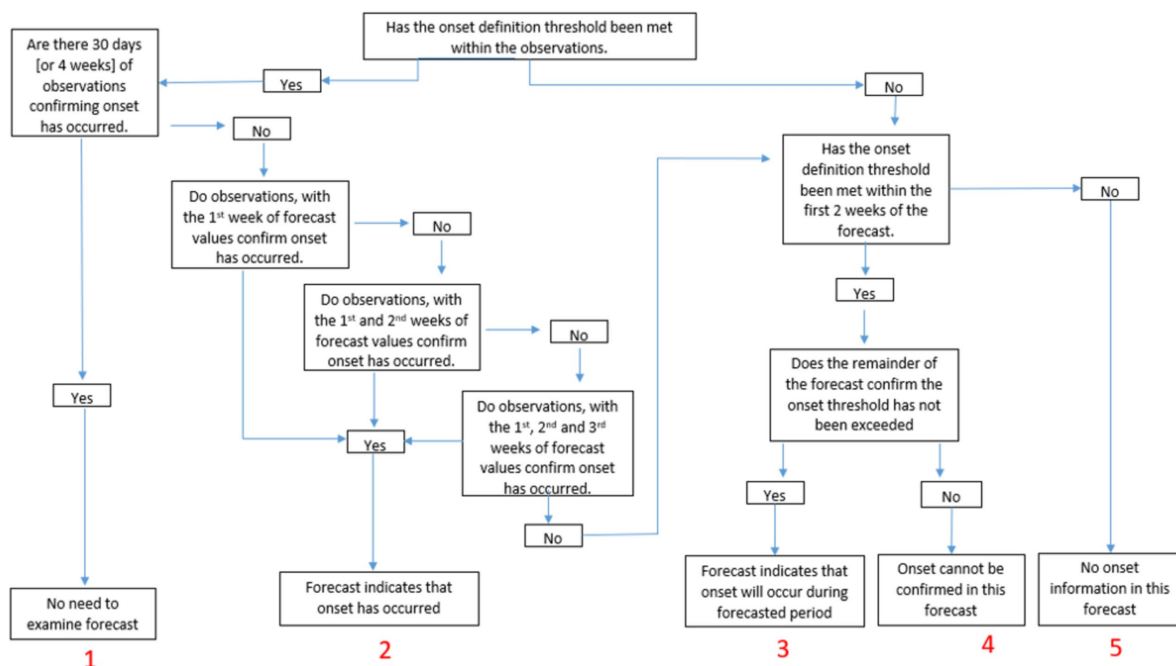 Has the onset definition threshold been met
within the observations.
Are there 30 days
[or 4 weeks] of
observations
confirming onset
has occurred.
Yes
No
No
Has the onset
definition threshold
been met within the
first 2 weeks of the
forecast.
No
Do observations, with
the 1st week of forecast
values confirm onset
has occurred.
No
Yes
Do observations, with
the 1st and 2nd weeks of
forecast values confirm
onset has occurred.
No
Does the remainder of
the forecast confirm the
onset threshold has not
been exceeded
Yes
Do observations, with
the 1st, 2nd and 3rd
weeks of forecast
values confirm onset
has occurred.
Yes
No
Yes
No
No need to
examine forecast
1
Forecast indicates that
onset has occurred
2
Forecast indicates that
onset will occur during
forecasted period
3
Onset cannot be
confirmed in this
forecast
4
No onset
information in this
forecast
5